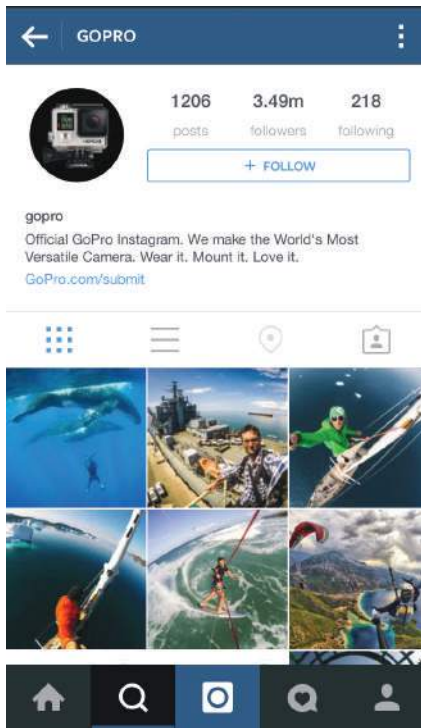 GOPRO
1206 3.49m 218
posts followers following
+ FOLLOW
gopro
Official GoPro Instagram. We make the World's Most
Versatile Camera. Wear it. Mount it. Love it.
GoPro.com/submit